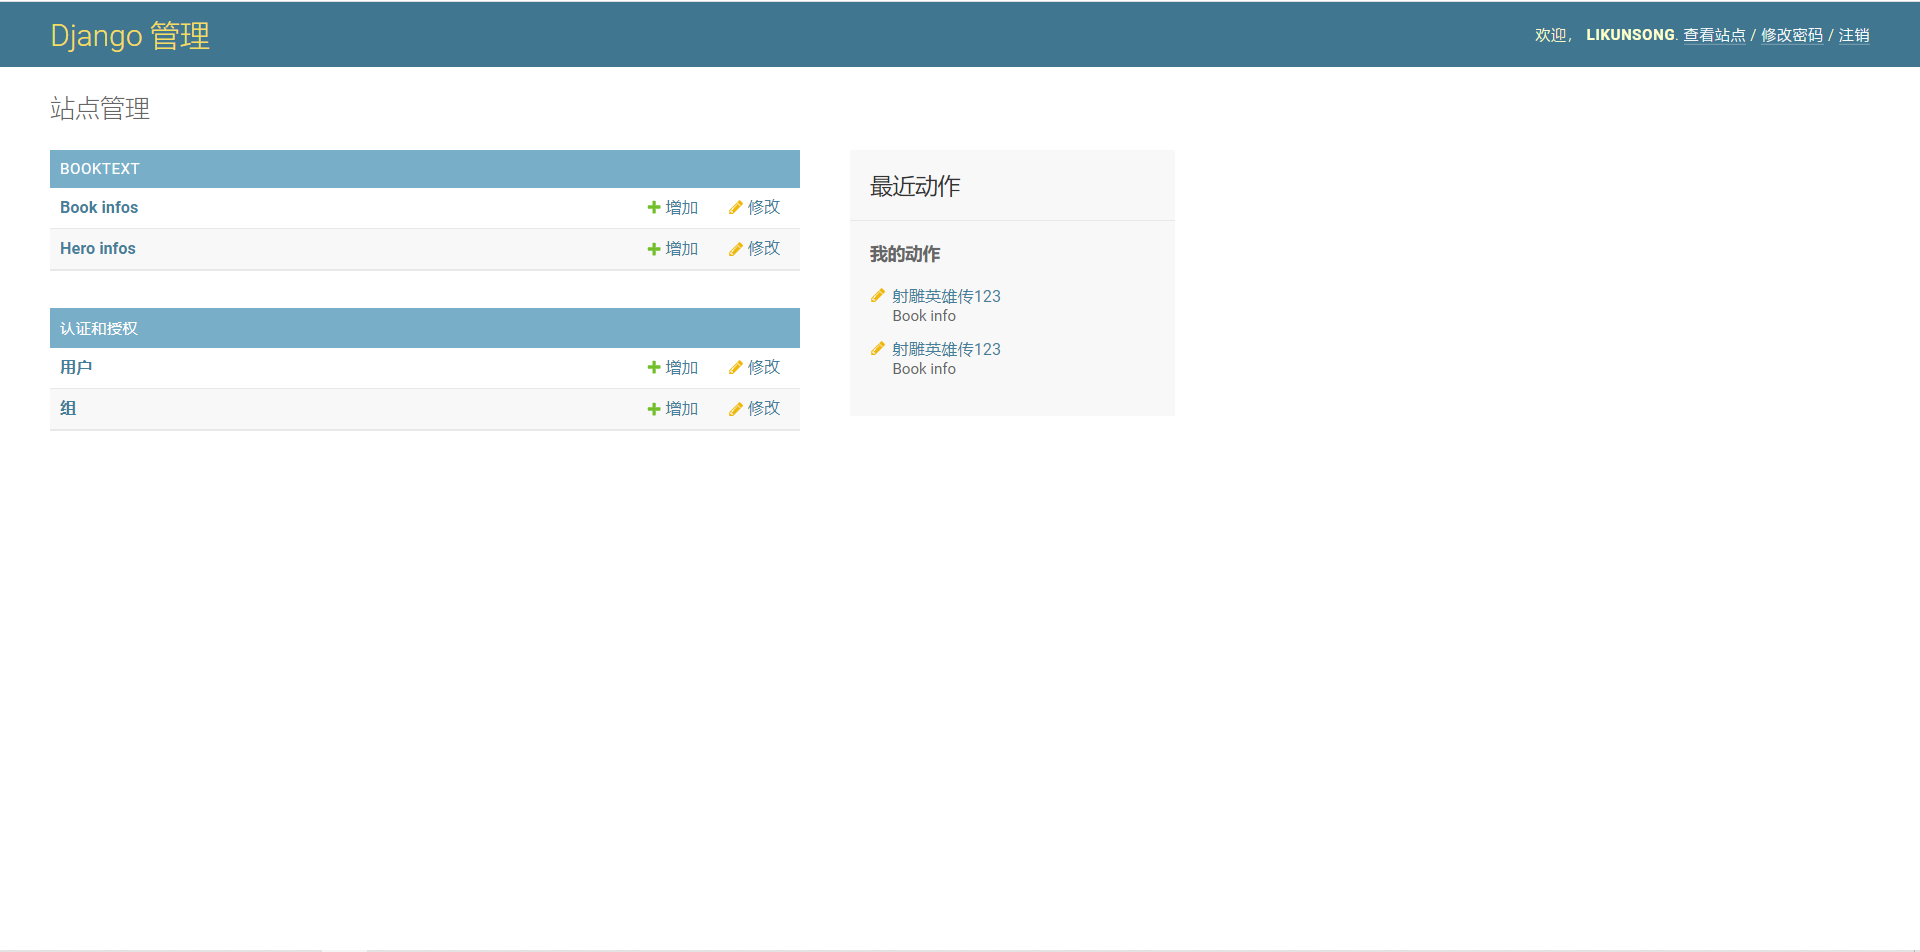 Django 管理
欢迎， LIKUNSONG. 查看站点 / 修改密码 / 注销
站点管理
BOOKTEXT
Book infos 增加 修改
Hero infos 增加 修改
认证和授权
用户 增加 修改
组 增加 修改
最近动作
我的动作
射雕英雄传123
Book info
射雕英雄传123
Book info